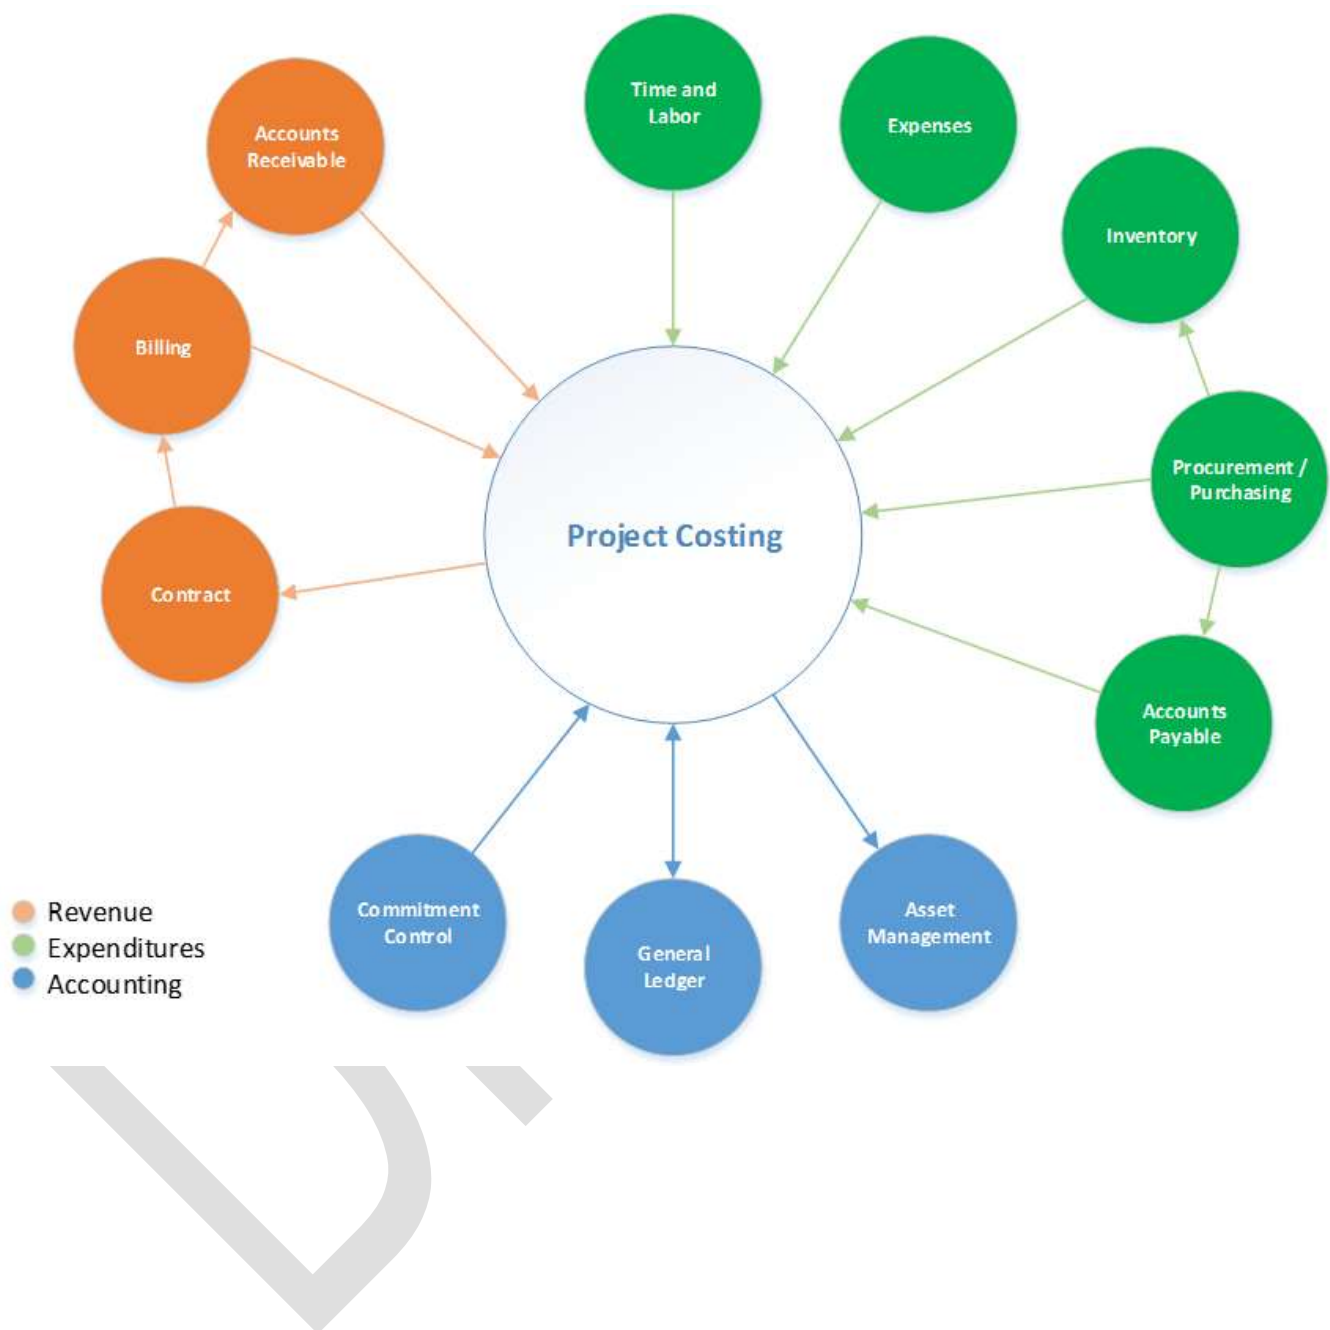 Time and
Labor
Expenses
Accounts
Receivable
Inventory
Billing
Procurement /
Purchasing
Project Costing
Contract
Accounts
Payable
Commitment
Control
General
Ledger
Asset
Management
Revenue
Expenditures
Accounting